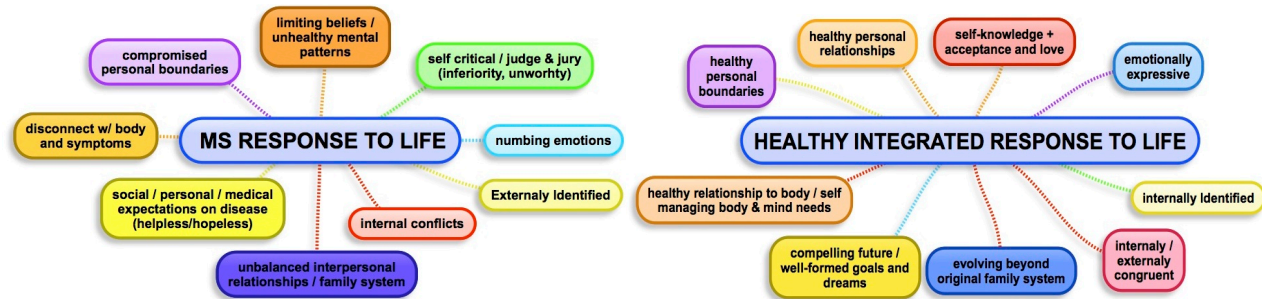 limiting beliefs /
unhealthy mental
patterns
compromised
personal boundaries
self critical / judge & jury
(inferiority, unworhty)
disconnect w/ body
and symptoms
MS RESPONSE TO LIFE
numbing emotions
social / personal / medical
expectations on disease
(helpless/hopeless)
Externaly Identified
internal conflicts
unbalanced interpersonal
relationships / family system
healthy personal
relationships
self-knowledge +
acceptance and love
healthy
personal
boundaries
emotionally
expressive
HEALTHY INTEGRATED RESPONSE TO LIFE
healthy relationship to body / self
managing body & mind needs
internally Identified
compelling future /
well-formed goals and
dreams
evolving beyond
original family system
internaly /
externaly
congruent